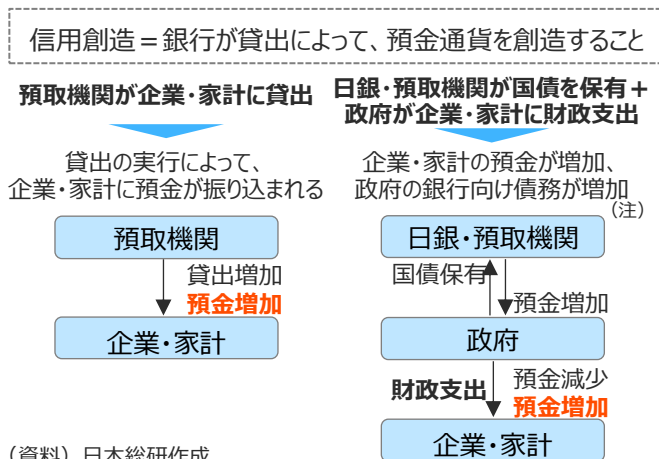 信用創造＝銀行が貸出によって、預金通貨を創造すること
預取機関が企業・家計に貸出
貸出の実行によって、
企業・家計に預金が振り込まれる
預取機関
貸出増加
預金増加
企業・家計
日銀・預取機関が国債を保有＋
政府が企業・家計に財政支出
企業・家計の預金が増加、
政府の銀行向け債務が増加
（注）
日銀・預取機関
国債保有
預金増加
政府
財政支出
預金減少
預金増加
企業・家計
（資料）日本総研作成